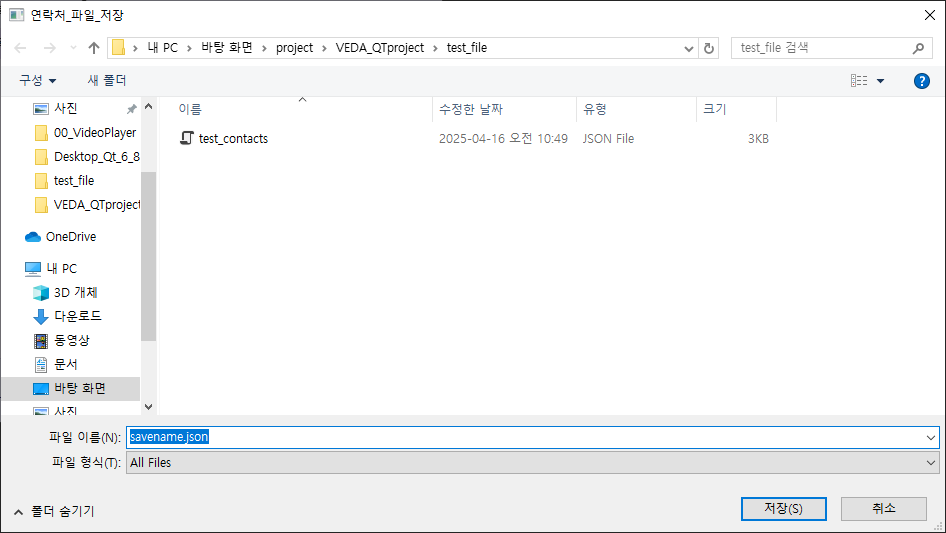 연락처_파일_저장
내 PC > 바탕 화면 > project > VEDA_QTproject > test_file
test_file 검색
구성
새 폴더
사진
00_VideoPlayer
Desktop_Qt_6_8
test_file
VEDA_QTproject
OneDrive
내 PC
3D 개체
다운로드
동영상
문서
바탕 화면
사진
이름 수정한 날짜 유형 크기
test_contacts 2025-04-16 오전 10:49 JSON File 3KB
파일 이름(N): savename.json
파일 형식(T): All Files
폴더 숨기기
저장(S)
취소